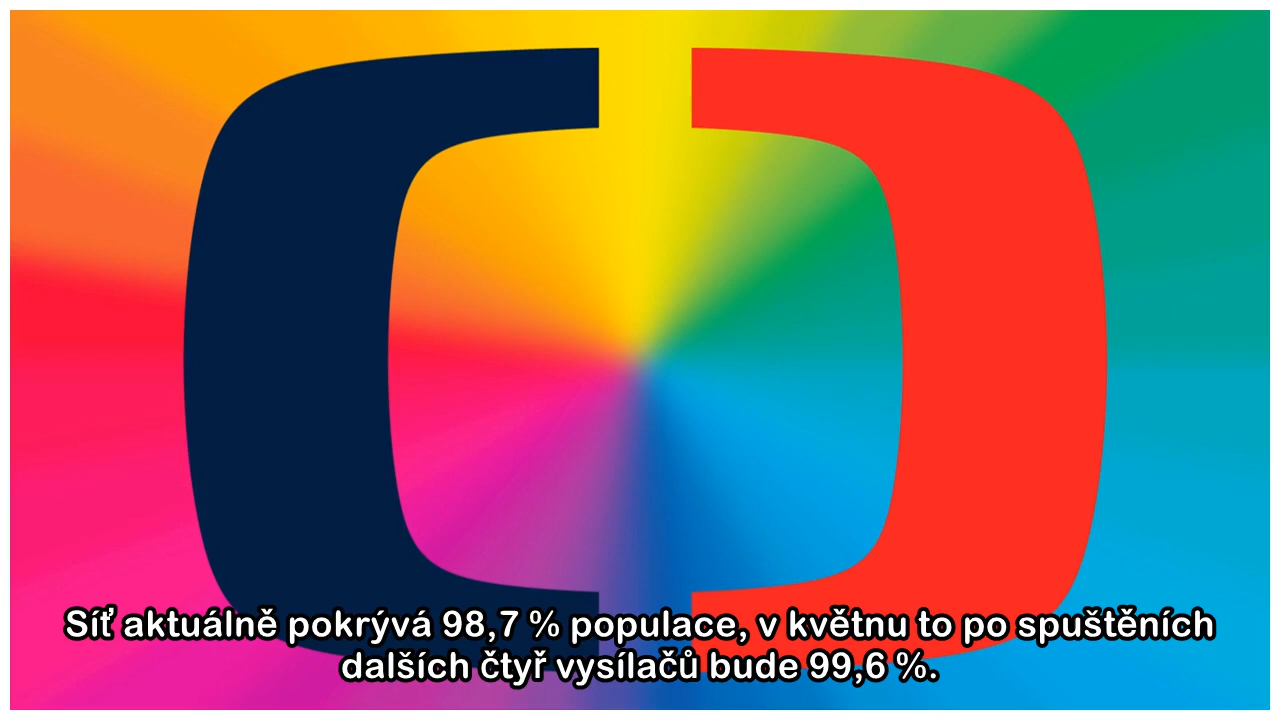 Síť aktuálně pokrývá 98,7 % populace, v květnu to po spuštěních
dalších čtyř vysílačů bude 99,6 %.